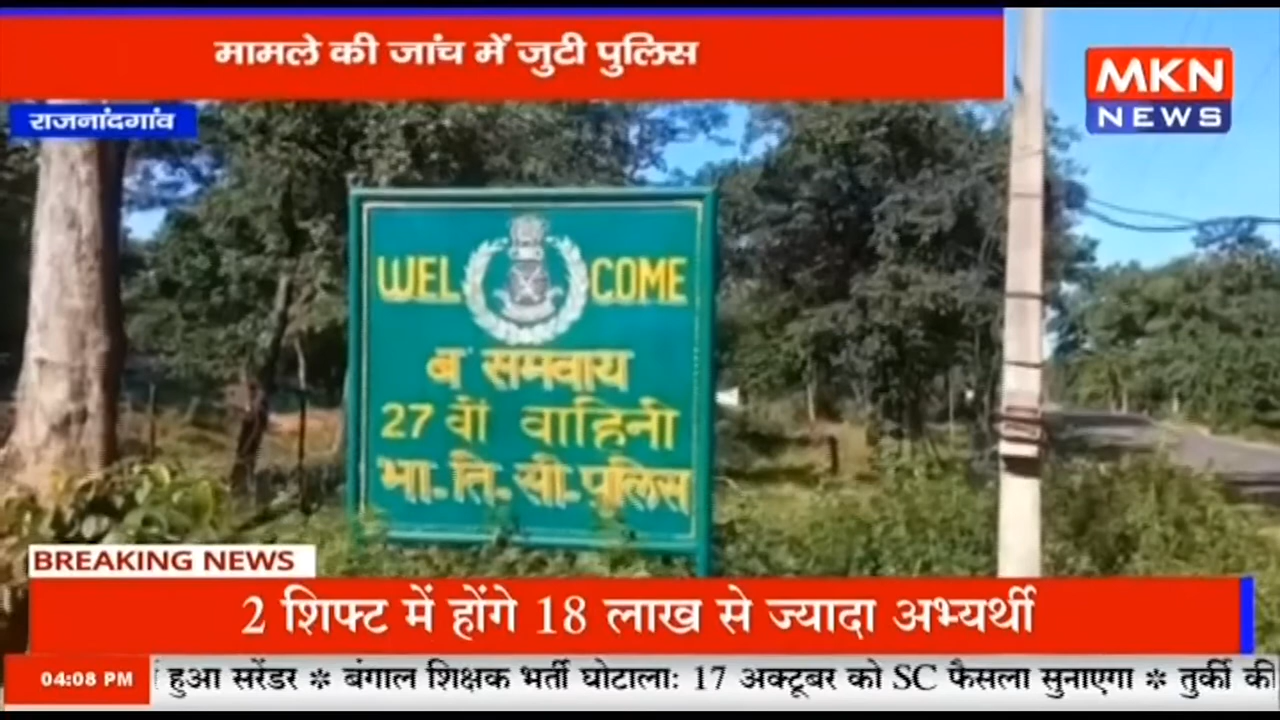 मामले की जांच में जुटी पुलिस
MKN
NEWS
राजनांदगांव
WEL COME
ब समवाय
27 वीं वाहिनी
भा.ति.सी.पुलिस
BREAKING NEWS
2 शिफ्ट में होंगे 18 लाख से ज्यादा अभ्यर्थी
04:08 PM
हुआ सरेंडर * बंगाल शिक्षक भर्ती घोटाला: 17 अक्टूबर को SC फैसला सुनाएगा * तुर्की की